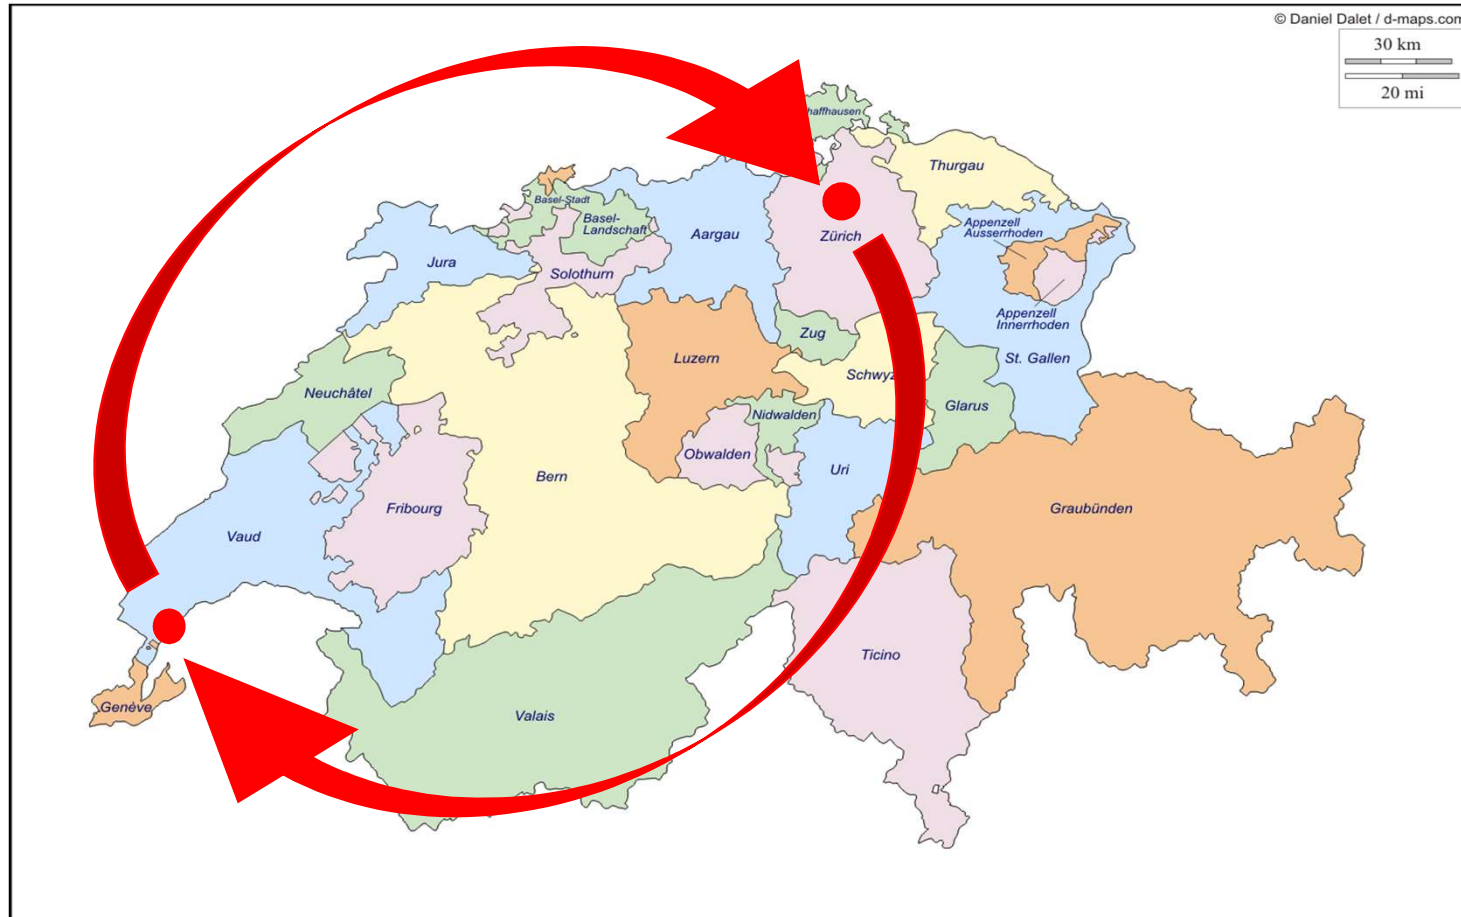 © Daniel Dalet / d-maps.com
30 km
20 mi
haffhausen
Thurgau
Basel-Stadt
Basel-
Landschaft
Aargau
Zürich
Appenzell
Ausserrhoden
Jura
Solothurn
Appenzell
Innerrhoden
Zug
Luzern
St. Gallen
Schwyz
Neuchâtel
Glarus
Nidwalden
Obwalden
Uri
Bern
Fribourg
Graubünden
Vaud
Ticino
Genève
Valais